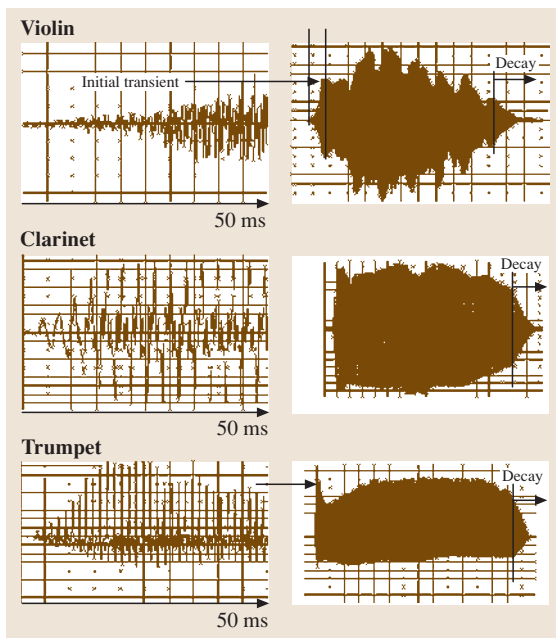 Violin
Initial transient
Decay
50 ms
Clarinet
Decay
50 ms
Trumpet
Decay
50 ms